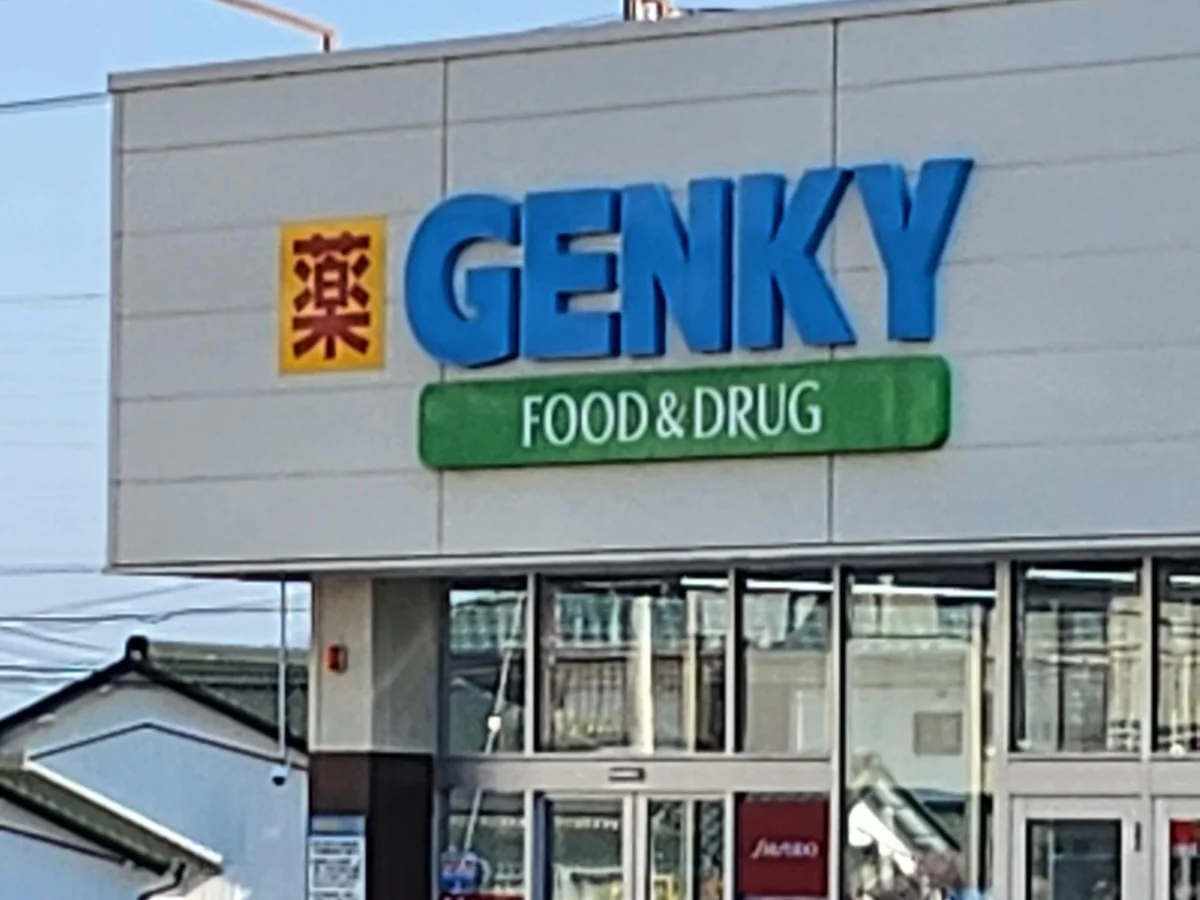 薬 GENKY
FOOD & DRUG
SHISEIDO